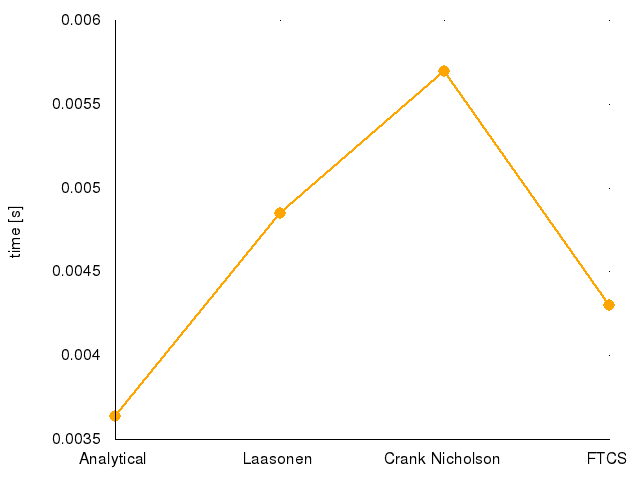 0.006
0.0055
0.005
0.0045
0.004
0.0035
time [s]
Analytical
Laasonen
Crank Nicholson
FTCS